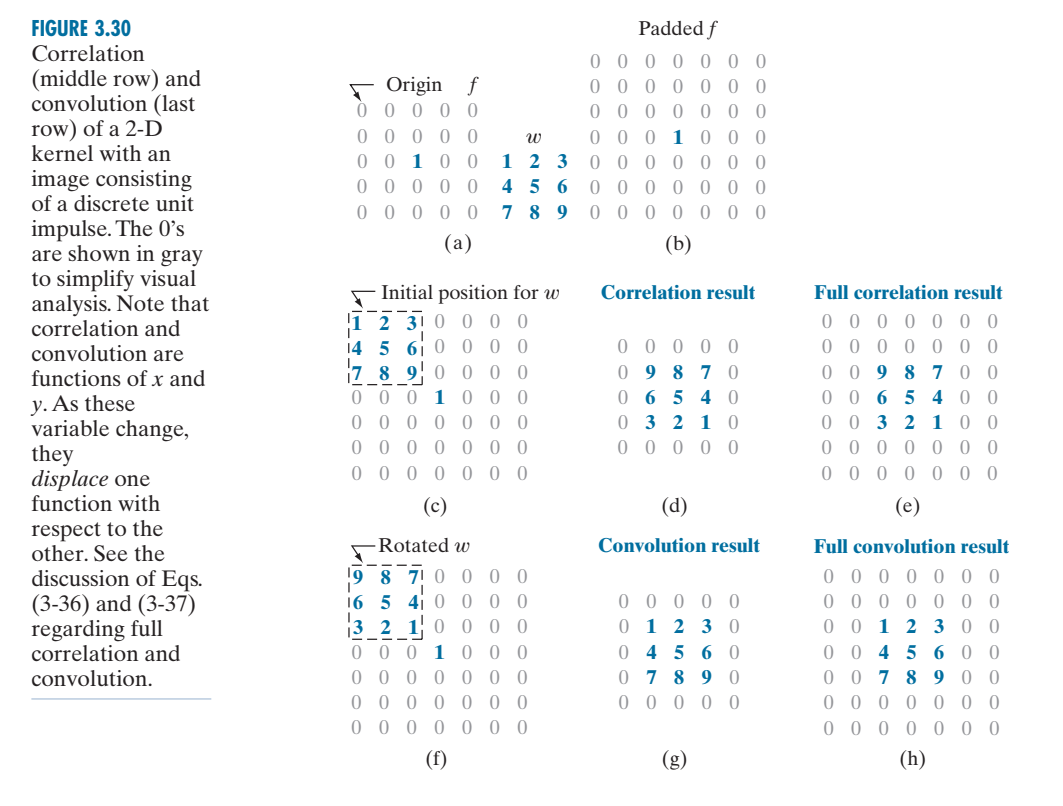 FIGURE 3.30
Correlation
(middle row) and
convolution (last
row) of a 2-D
kernel with an
image consisting
of a discrete unit
impulse. The 0's
are shown in gray
to simplify visual
analysis. Note that
correlation and
convolution are
functions of x and
y. As these
variable change,
they
displace one
function with
respect to the
other. See the
discussion of Eqs.
(3-36) and (3-37)
regarding full
correlation and
convolution.
Origin f
0 0 0 0 0
0 0 0 0 0
0 0 1 0 0
0 0 0 0 0
0 0 0 0 0
w
1 2 3
4 5 6
7 8 9
(a)
Padded f
0 0 0 0 0 0 0
0 0 0 0 0 0 0
0 0 0 0 0 0 0
0 0 0 1 0 0 0
0 0 0 0 0 0 0
0 0 0 0 0 0 0
0 0 0 0 0 0 0
(b)
Initial position for w
1 2 3 0 0 0 0
4 5 6 0 0 0 0
7 8 9 0 0 0 0
0 0 0 1 0 0 0
0 0 0 0 0 0 0
0 0 0 0 0 0 0
0 0 0 0 0 0 0
(c)
Correlation result
0 0 0 0 0
0 9 8 7 0
0 6 5 4 0
0 3 2 1 0
0 0 0 0 0
(d)
Full correlation result
0 0 0 0 0 0 0
0 0 0 0 0 0 0
0 0 9 8 7 0 0
0 0 6 5 4 0 0
0 0 3 2 1 0 0
0 0 0 0 0 0 0
0 0 0 0 0 0 0
(e)
Rotated w
9 8 7 0 0 0 0
6 5 4 0 0 0 0
3 2 1 0 0 0 0
0 0 0 1 0 0 0
0 0 0 0 0 0 0
0 0 0 0 0 0 0
0 0 0 0 0 0 0
(f)
Convolution result
0 0 0 0 0
0 1 2 3 0
0 4 5 6 0
0 7 8 9 0
0 0 0 0 0
(g)
Full convolution result
0 0 0 0 0 0 0
0 0 0 0 0 0 0
0 0 1 2 3 0 0
0 0 4 5 6 0 0
0 0 7 8 9 0 0
0 0 0 0 0 0 0
0 0 0 0 0 0 0
(h)